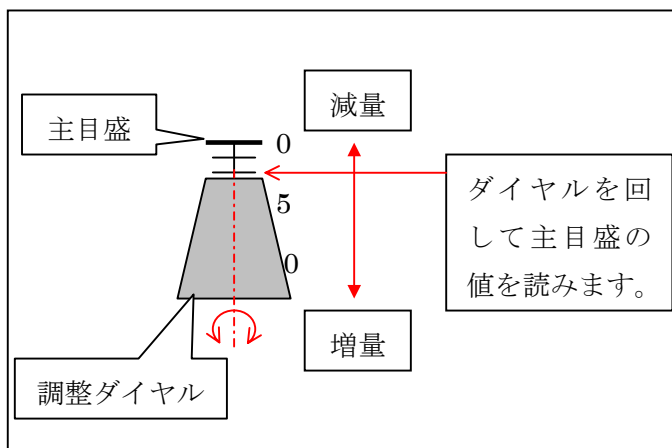 減量
主目盛
0
ダイヤルを回
して主目盛の
値を読みます。
5
0
増量
調整ダイヤル